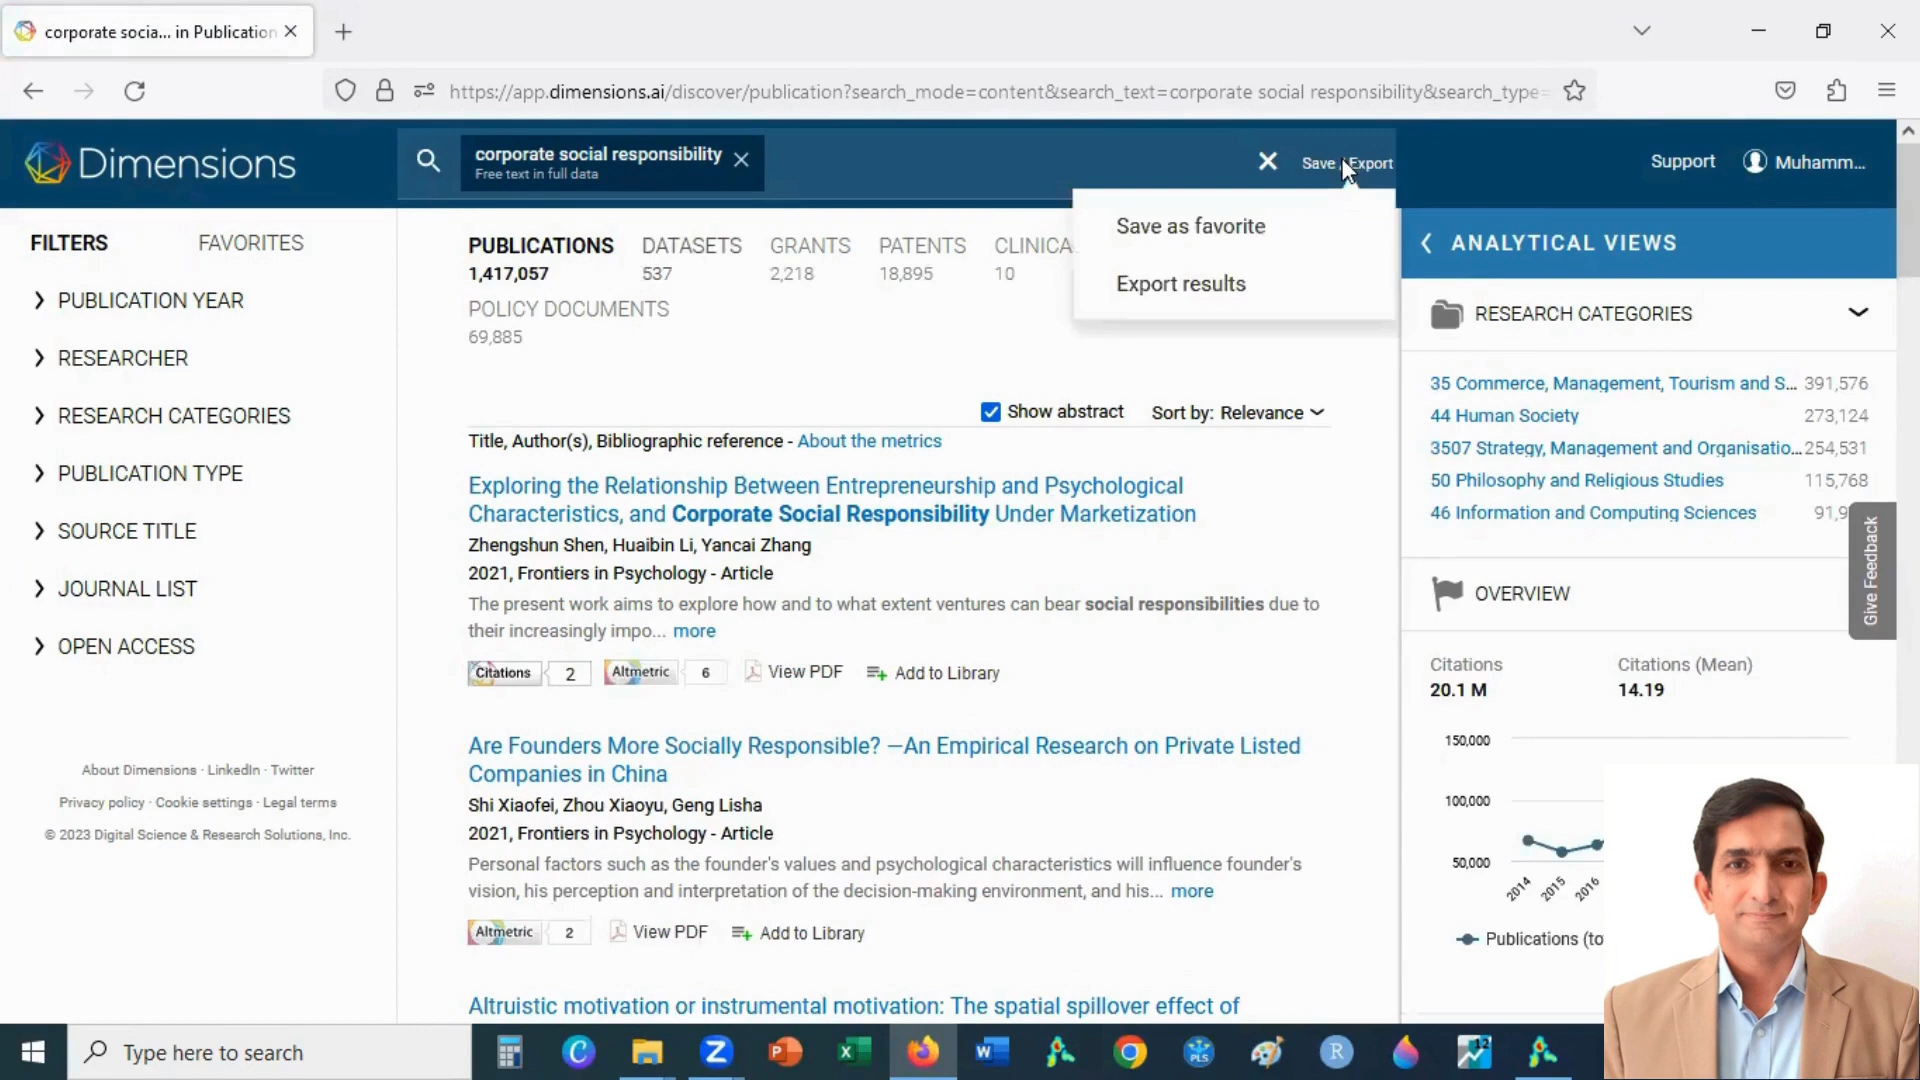 corporate socia... in Publication
https://app.dimensions.ai/discover/publication?search_mode=content&search_text=corporate social responsibility&search_type=
Dimensions
corporate social responsibility
Free text in full data
Save / Export
Support
Muhamm...
Save as favorite
Export results
FILTERS
FAVORITES
PUBLICATION YEAR
RESEARCHER
RESEARCH CATEGORIES
PUBLICATION TYPE
SOURCE TITLE
JOURNAL LIST
OPEN ACCESS
About Dimensions · LinkedIn · Twitter
Privacy policy · Cookie settings · Legal terms
© 2023 Digital Science & Research Solutions, Inc.
PUBLICATIONS DATASETS GRANTS PATENTS CLINICA
1,417,057 537 2,218 18,895 10
POLICY DOCUMENTS
69,885
Show abstract Sort by: Relevance
Title, Author(s), Bibliographic reference - About the metrics
Exploring the Relationship Between Entrepreneurship and Psychological
Characteristics, and Corporate Social Responsibility Under Marketization
Zhengshun Shen, Huaibin Li, Yancai Zhang
2021, Frontiers in Psychology - Article
The present work aims to explore how and to what extent ventures can bear social responsibilities due to
their increasingly impo... more
Citations 2 Altmetric 6 View PDF Add to Library
Are Founders More Socially Responsible? —An Empirical Research on Private Listed
Companies in China
Shi Xiaofei, Zhou Xiaoyu, Geng Lisha
2021, Frontiers in Psychology - Article
Personal factors such as the founder's values and psychological characteristics will influence founder's
vision, his perception and interpretation of the decision-making environment, and his... more
Altmetric 2 View PDF Add to Library
Altruistic motivation or instrumental motivation: The spatial spillover effect of
ANALYTICAL VIEWS
RESEARCH CATEGORIES
35 Commerce, Management, Tourism and S... 391,576
44 Human Society 273,124
3507 Strategy, Management and Organisatio... 254,531
50 Philosophy and Religious Studies 115,768
46 Information and Computing Sciences 91,9
Give Feedback
OVERVIEW
Citations Citations (Mean)
20.1 M 14.19
150,000
100,000
50,000
2014 2015 2016
Publications (to
Type here to search
C
Z
P
X
W
PLS
R
12